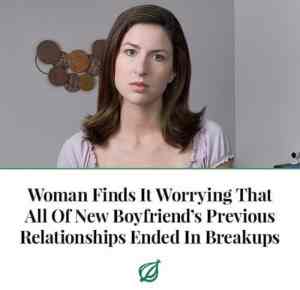 Woman Finds It Worrying That
All Of New Boyfriend’s Previous
Relationships Ended In Breakups